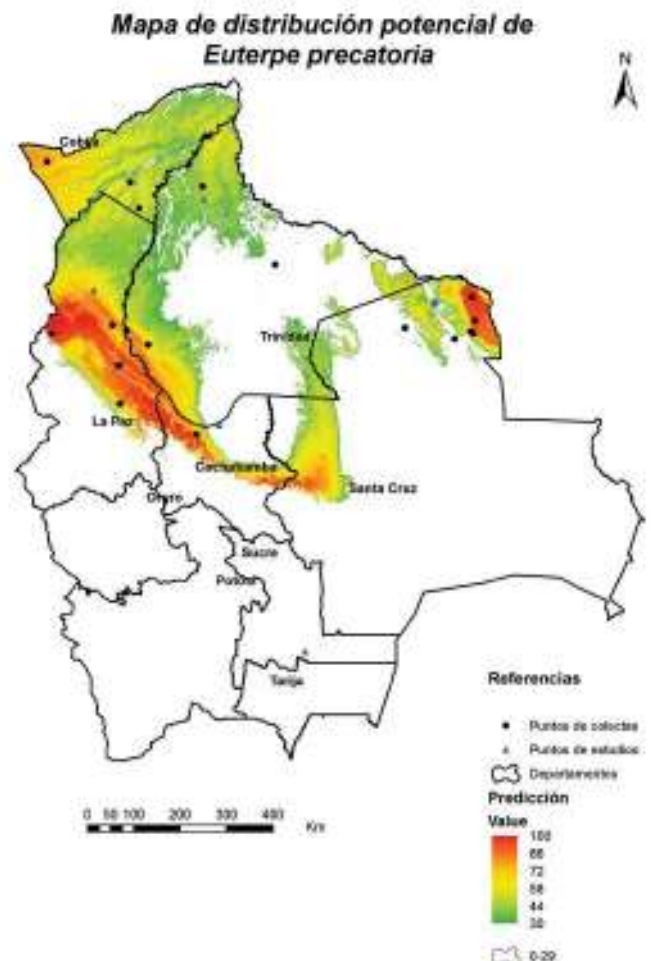 Mapa de distribución potencial de
Euterpe precatoria
N
Cobija
Trinidad
La Paz
Cochabamba
Oruro
Santa Cruz
Sucre
Potosí
Tarija
Referencias
Puntos de colectas
Puntos de estudios
Departamentos
Predicción
Value
100
86
72
58
44
30
0-29
0 50 100 200 300 400
Km